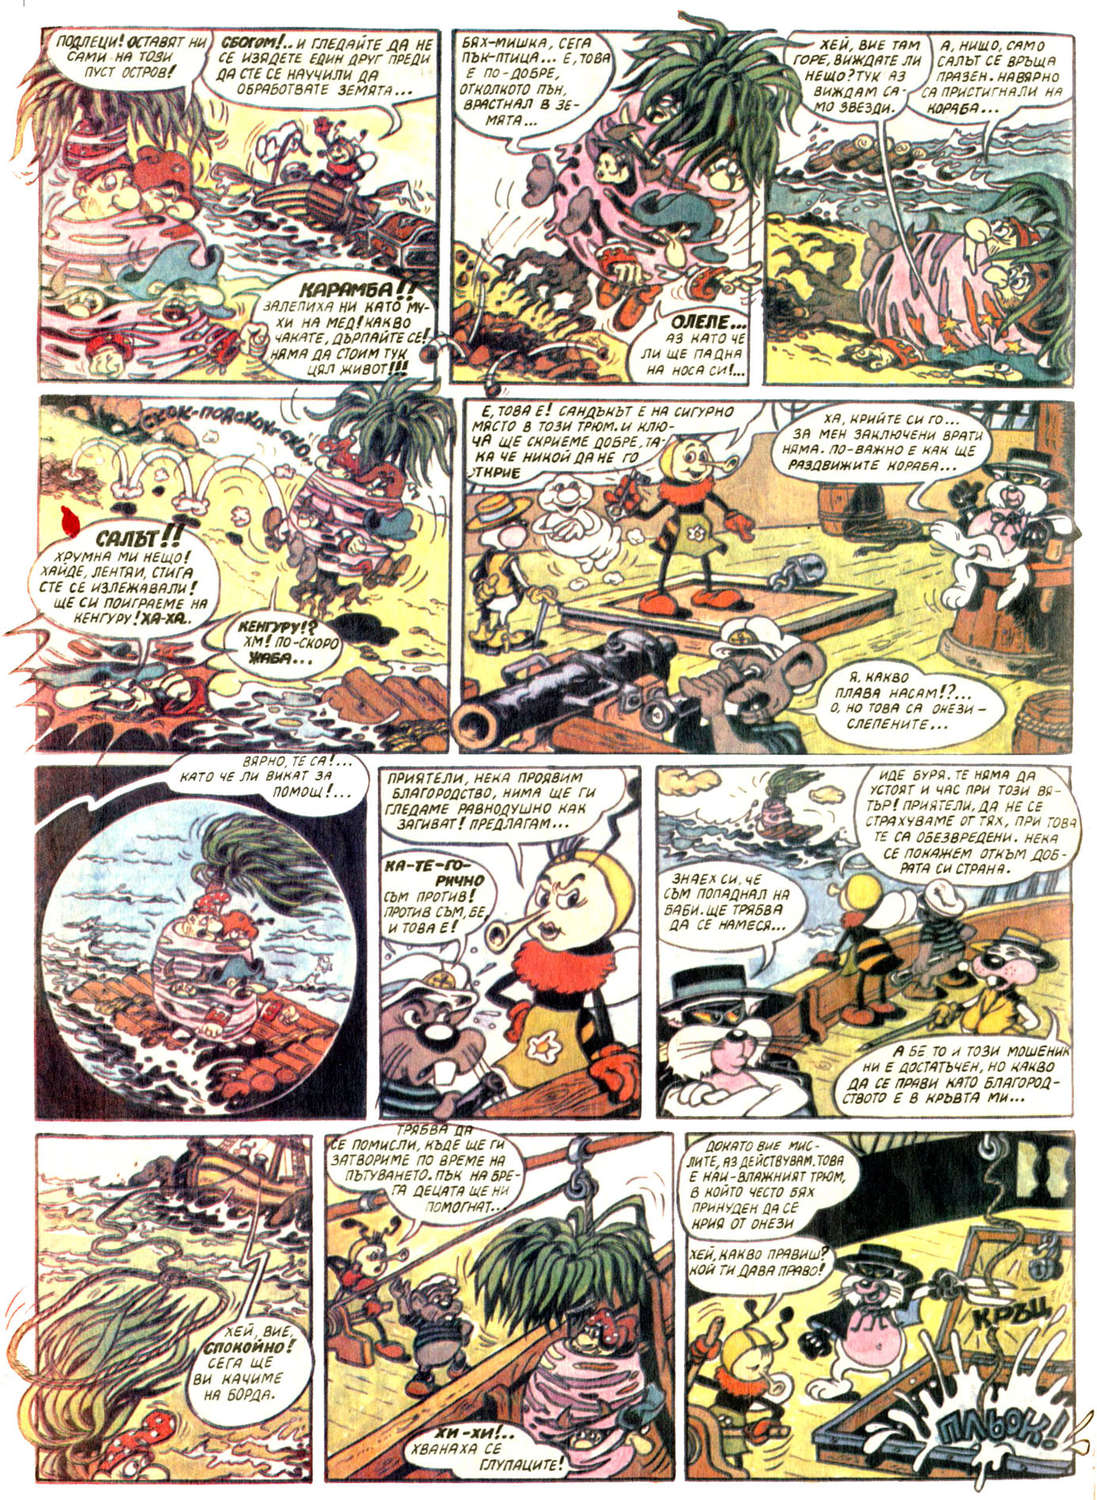 ПОДЛЕЦИ! ОСТАВЯТ НИ
САМИ НА ТОЗИ
ПУСТ ОСТРОВ!
СБОГОМ!.. И ГЛЕДАЙТЕ ДА НЕ
СЕ ИЗЯДЕТЕ ЕДИН ДРУГ ПРЕДИ
ДА СТЕ СЕ НАУЧИЛИ ДА
ОБРАБОТВАТЕ ЗЕМЯТА...
КАРАМБА!!
ЗАЛЕПИХА НИ КАТО МУ-
ХИ НА МЕД! КАКВО
ЧАКАТЕ, ДЪРПАЙТЕ СЕ!
НЯМА ДА СТОИМ ТУК
ЦЯЛ ЖИВОТ!!!
БЯХ-МИШКА, СЕГА
ПЪК-ПТИЦА... Е, ТОВА
Е ПО-ДОБРЕ,
ОТКОЛКОТО ПЪН,
ВРАСТНАЛ В ЗЕ-
МЯТА...
ОЛЕЛЕ...
АЗ КАТО ЧЕ
ЛИ ЩЕ ПАДНА
НА НОСА СИ!...
ХЕЙ, ВИЕ ТАМ
ГОРЕ, ВИЖДАТЕ ЛИ
НЕЩО? ТУК АЗ
ВИЖДАМ СА-
МО ЗВЕЗДИ.
А, НИЩО, САМО
САЛЪТ СЕ ВРЪЩА
ПРАЗЕН. НАВЯРНО
СА ПРИСТИГНАЛИ НА
КОРАБА...
СКОК-ПОДСКОК-СКО...
САЛЪТ!!
ХРУМНА МИ НЕЩО!
ХАЙДЕ, ЛЕНТЯИ, СТИГА
СТЕ СЕ ИЗЛЕЖАВАЛИ!
ЩЕ СИ ПОИГРАЕМЕ НА
КЕНГУРУ! ХА-ХА..
КЕНГУРУ!?
ХМ! ПО-СКОРО
ЖАБА...
Е, ТОВА Е! САНДЪКЪТ Е НА СИГУРНО
МЯСТО В ТОЗИ ТРЮМ. И КЛЮ-
ЧА ЩЕ СКРИЕМЕ ДОБРЕ, ТА-
КА ЧЕ НИКОЙ ДА НЕ ГО
ОТКРИЕ
ХА, КРИЙТЕ СИ ГО...
ЗА МЕН ЗАКЛЮЧЕНИ ВРАТИ
НЯМА. ПО-ВАЖНО Е КАК ЩЕ
РАЗДВИЖИТЕ КОРАБА...
Я, КАКВО
ПЛАВА НАСАМ!?...
О, НО ТОВА СА ОНЕЗИ-
СЛЕПЕНИТЕ...
ВЯРНО, ТЕ СА!...
КАТО ЧЕ ЛИ ВИКАТ ЗА
ПОМОЩ!...
ПРИЯТЕЛИ, НЕКА ПРОЯВИМ
БЛАГОРОДСТВО, НИМА ЩЕ ГИ
ГЛЕДАМЕ РАВНОДУШНО КАК
ЗАГИВАТ! ПРЕДЛАГАМ...
КА-ТЕ-ГО-
РИЧНО
СЪМ ПРОТИВ!
ПРОТИВ СЪМ, БЕ,
И ТОВА Е!
ИДЕ БУРЯ. ТЕ НЯМА ДА
УСТОЯТ И ЧАС ПРИ ТОЗИ ВЯ-
ТЪР! ПРИЯТЕЛИ, ДА НЕ СЕ
СТРАХУВАМЕ ОТ ТЯХ, ПРИ ТОВА
ТЕ СА ОБЕЗВРЕДЕНИ. НЕКА
СЕ ПОКАЖЕМ ОТКЪМ ДОБ-
РАТА СИ СТРАНА.
ЗНАЕХ СИ, ЧЕ
СЪМ ПОПАДНАЛ НА
БАБИ. ЩЕ ТРЯБВА
ДА СЕ НАМЕСЯ...
А БЕ ТО И ТОЗИ МОШЕНИК
НИ Е ДОСТАТЪЧЕН, НО КАКВО
ДА СЕ ПРАВИ КАТО БЛАГОРОД-
СТВОТО Е В КРЪВТА МИ...
ХЕЙ, ВИЕ,
СПОКОЙНО!
СЕГА ЩЕ
ВИ КАЧИМЕ
НА БОРДА.
ТРЯБВА ДА
СЕ ПОМИСЛИ, КЪДЕ ЩЕ ГИ
ЗАТВОРИМЕ ПО ВРЕМЕ НА
ПЪТУВАНЕТО. ПЪК НА БРЕ-
ГА ДЕЦАТА ЩЕ НИ
ПОМОГНАТ...
ХИ-ХИ!..
ХВАНАХА СЕ
ГЛУПАЦИТЕ!
ДОКАТО ВИЕ МИС-
ЛИТЕ, АЗ ДЕЙСТВУВАМ, ТОВА
Е НАЙ-ВЛАЖНИЯТ ТРЮМ,
В КОЙТО ЧЕСТО БЯХ
ПРИНУДЕН ДА СЕ
КРИЯ ОТ ОНЕЗИ
ХЕЙ, КАКВО ПРАВИШ?
КОЙ ТИ ДАВА ПРАВО!
КРЪЦ
ПЛЬОК!